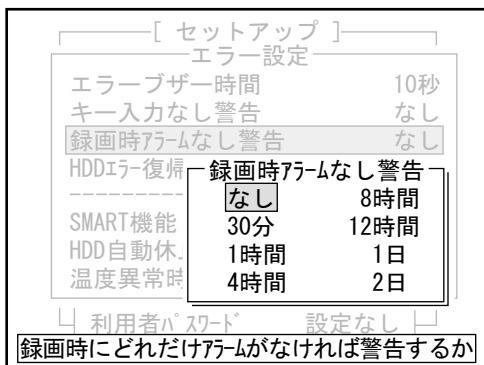 [ セットアップ ]
エラー設定
エラーブザー時間 10秒
キー入力なし警告 なし
録画時ｱﾗｰﾑなし警告 なし
HDDｴﾗｰ復帰
録画時ｱﾗｰﾑなし警告
なし 8時間
SMART機能
30分 12時間
HDD自動休
1時間 1日
温度異常時
4時間 2日
利用者ﾊﾟｽﾜｰﾄﾞ 設定なし
録画時にどれだけｱﾗｰﾑがなければ警告するか